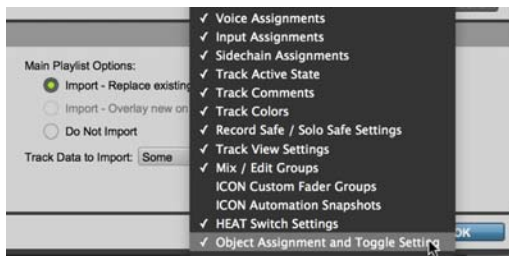 Main Playlist Options:
Import - Replace existing
Import - Overlay new on
Do Not Import
Track Data to Import: Some
✓ Voice Assignments
✓ Input Assignments
✓ Sidechain Assignments
✓ Track Active State
✓ Track Comments
✓ Track Colors
✓ Record Safe / Solo Safe Settings
✓ Track View Settings
✓ Mix / Edit Groups
ICON Custom Fader Groups
ICON Automation Snapshots
✓ HEAT Switch Settings
✓ Object Assignment and Toggle Setting
OK